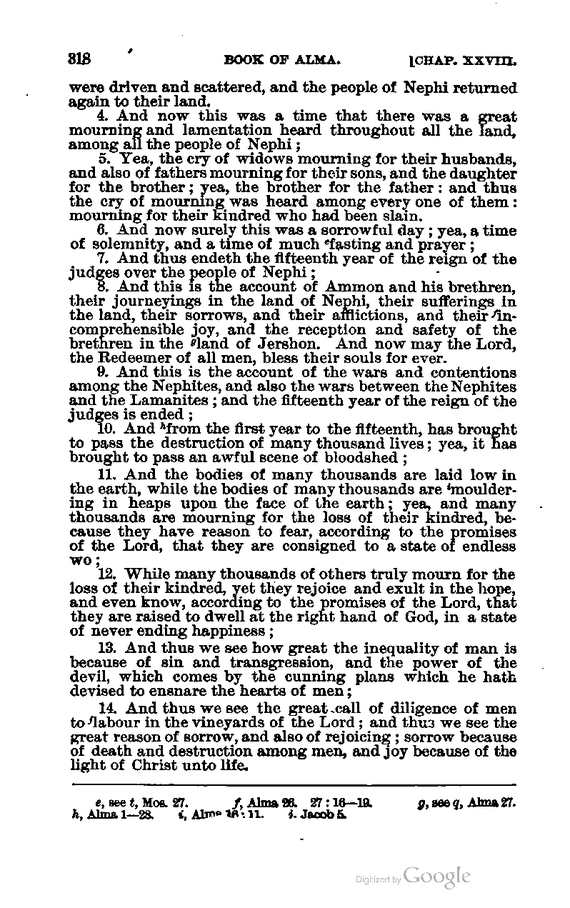 318 BOOK OF ALMA. [CHAP. XXVIII.
were driven and scattered, and the people of Nephi returned
again to their land.
4. And now this was a time that there was a great
mourning and lamentation heard throughout all the land,
among all the people of Nephi;
5. Yea, the cry of widows mourning for their husbands,
and also of fathers mourning for their sons, and the daughter
for the brother; yea, the brother for the father: and thus
the cry of mourning was heard among every one of them:
mourning for their kindred who had been slain.
6. And now surely this was a sorrowful day; yea, a time
of solemnity, and a time of much ᵉfasting and prayer;
7. And thus endeth the fifteenth year of the reign of the
judges over the people of Nephi;
8. And this is the account of Ammon and his brethren,
their journeyings in the land of Nephi, their sufferings in
the land, their sorrows, and their afflictions, and their ᶠin-
comprehensible joy, and the reception and safety of the
brethren in the ᵍland of Jershon. And now may the Lord,
the Redeemer of all men, bless their souls for ever.
9. And this is the account of the wars and contentions
among the Nephites, and also the wars between the Nephites
and the Lamanites; and the fifteenth year of the reign of the
judges is ended;
10. And ʰfrom the first year to the fifteenth, has brought
to pass the destruction of many thousand lives; yea, it has
brought to pass an awful scene of bloodshed;
11. And the bodies of many thousands are laid low in
the earth, while the bodies of many thousands are ⁱmoulder-
ing in heaps upon the face of the earth; yea, and many
thousands are mourning for the loss of their kindred, be-
cause they have reason to fear, according to the promises
of the Lord, that they are consigned to a state of endless
wo;
12. While many thousands of others truly mourn for the
loss of their kindred, yet they rejoice and exult in the hope,
and even know, according to the promises of the Lord, that
they are raised to dwell at the right hand of God, in a state
of never ending happiness;
13. And thus we see how great the inequality of man is
because of sin and transgression, and the power of the
devil, which comes by the cunning plans which he hath
devised to ensnare the hearts of men;
14. And thus we see the great call of diligence of men
to ʲlabour in the vineyards of the Lord; and thus we see the
great reason of sorrow, and also of rejoicing; sorrow because
of death and destruction among men, and joy because of the
light of Christ unto life.
e, see t, Mos. 27. f, Alma 26. 27:16—19. g, see q, Alma 27.
h, Alma 1—28. i, Alma 16:11. j. Jacob 5.
Digitized by Google